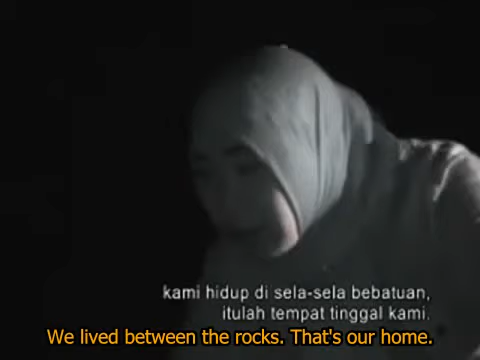 kami hidup di sela-sela bebatuan,
itulah tempat tinggal kami.
We lived between the rocks. That's our home.